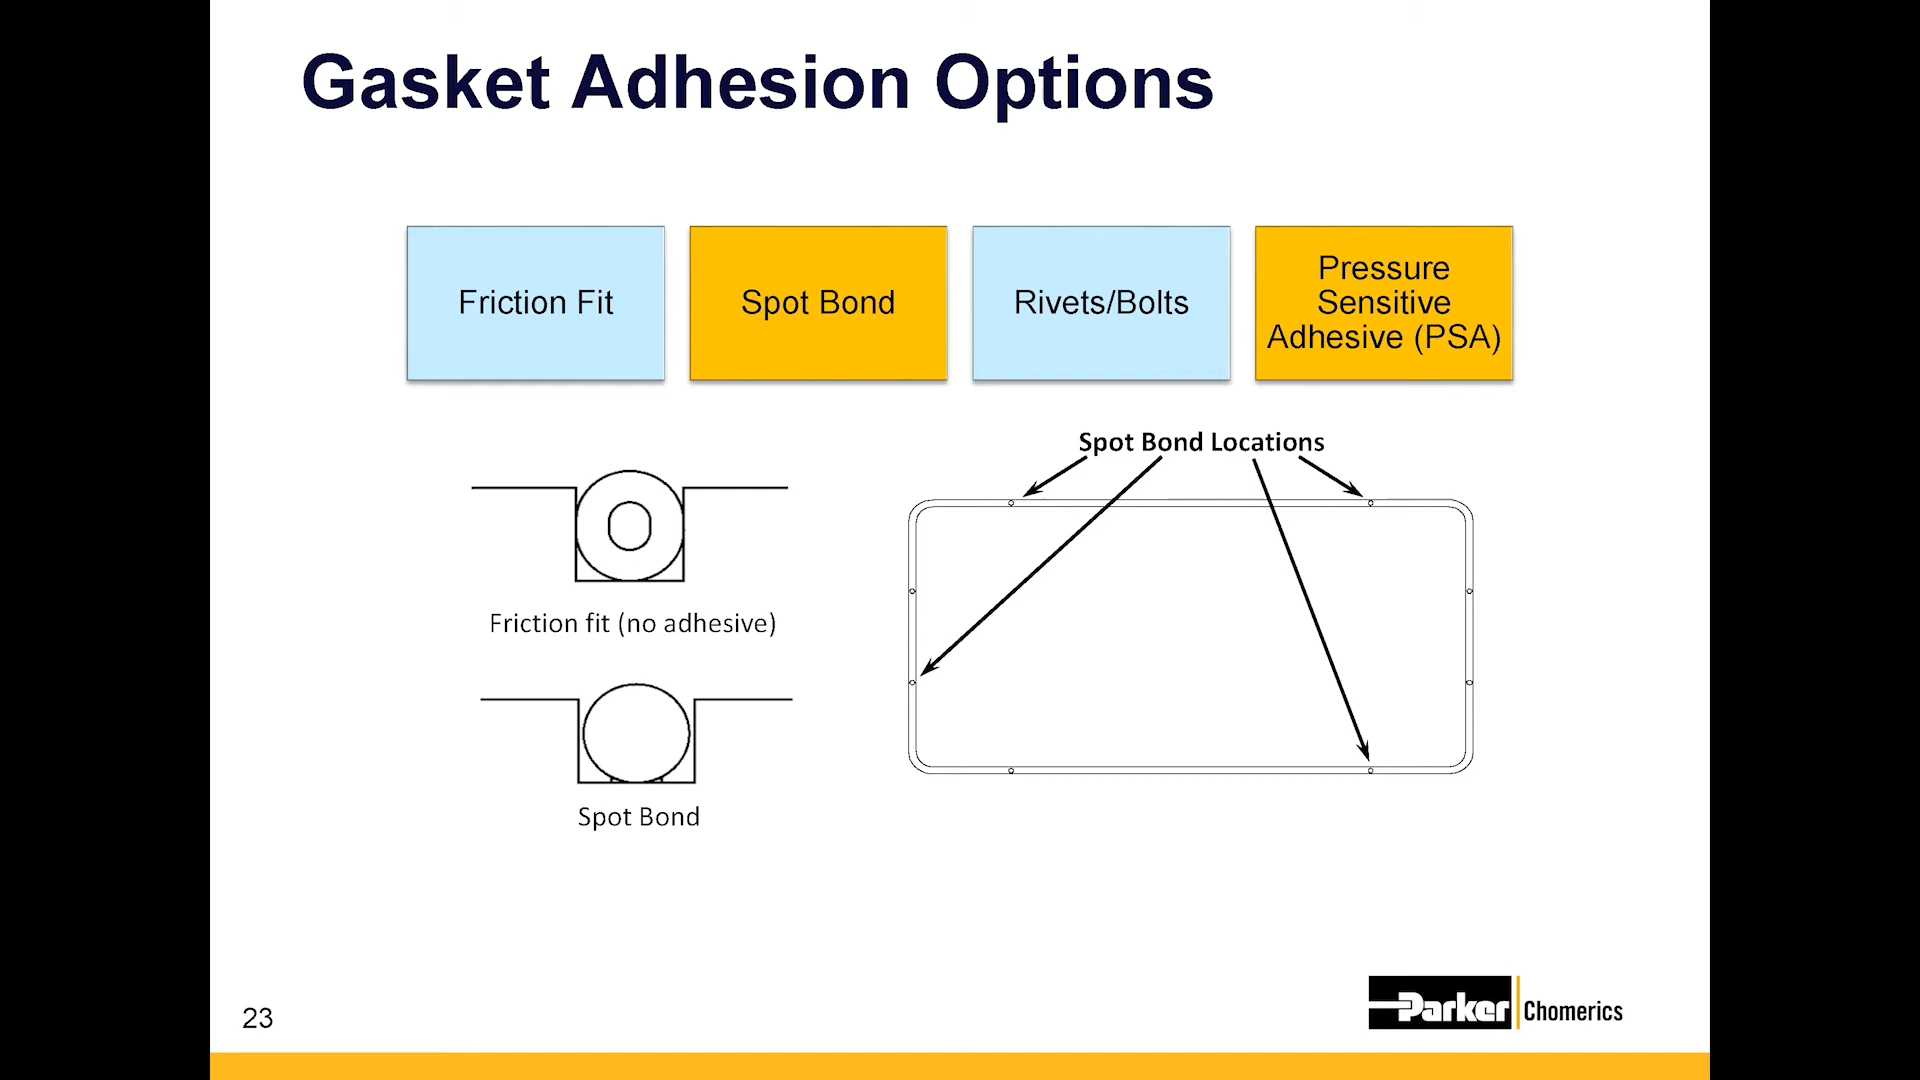 Gasket Adhesion Options
Friction Fit
Spot Bond
Rivets/Bolts
Pressure
Sensitive
Adhesive (PSA)
Spot Bond Locations
Friction fit (no adhesive)
Spot Bond
23
Parker
Chomerics